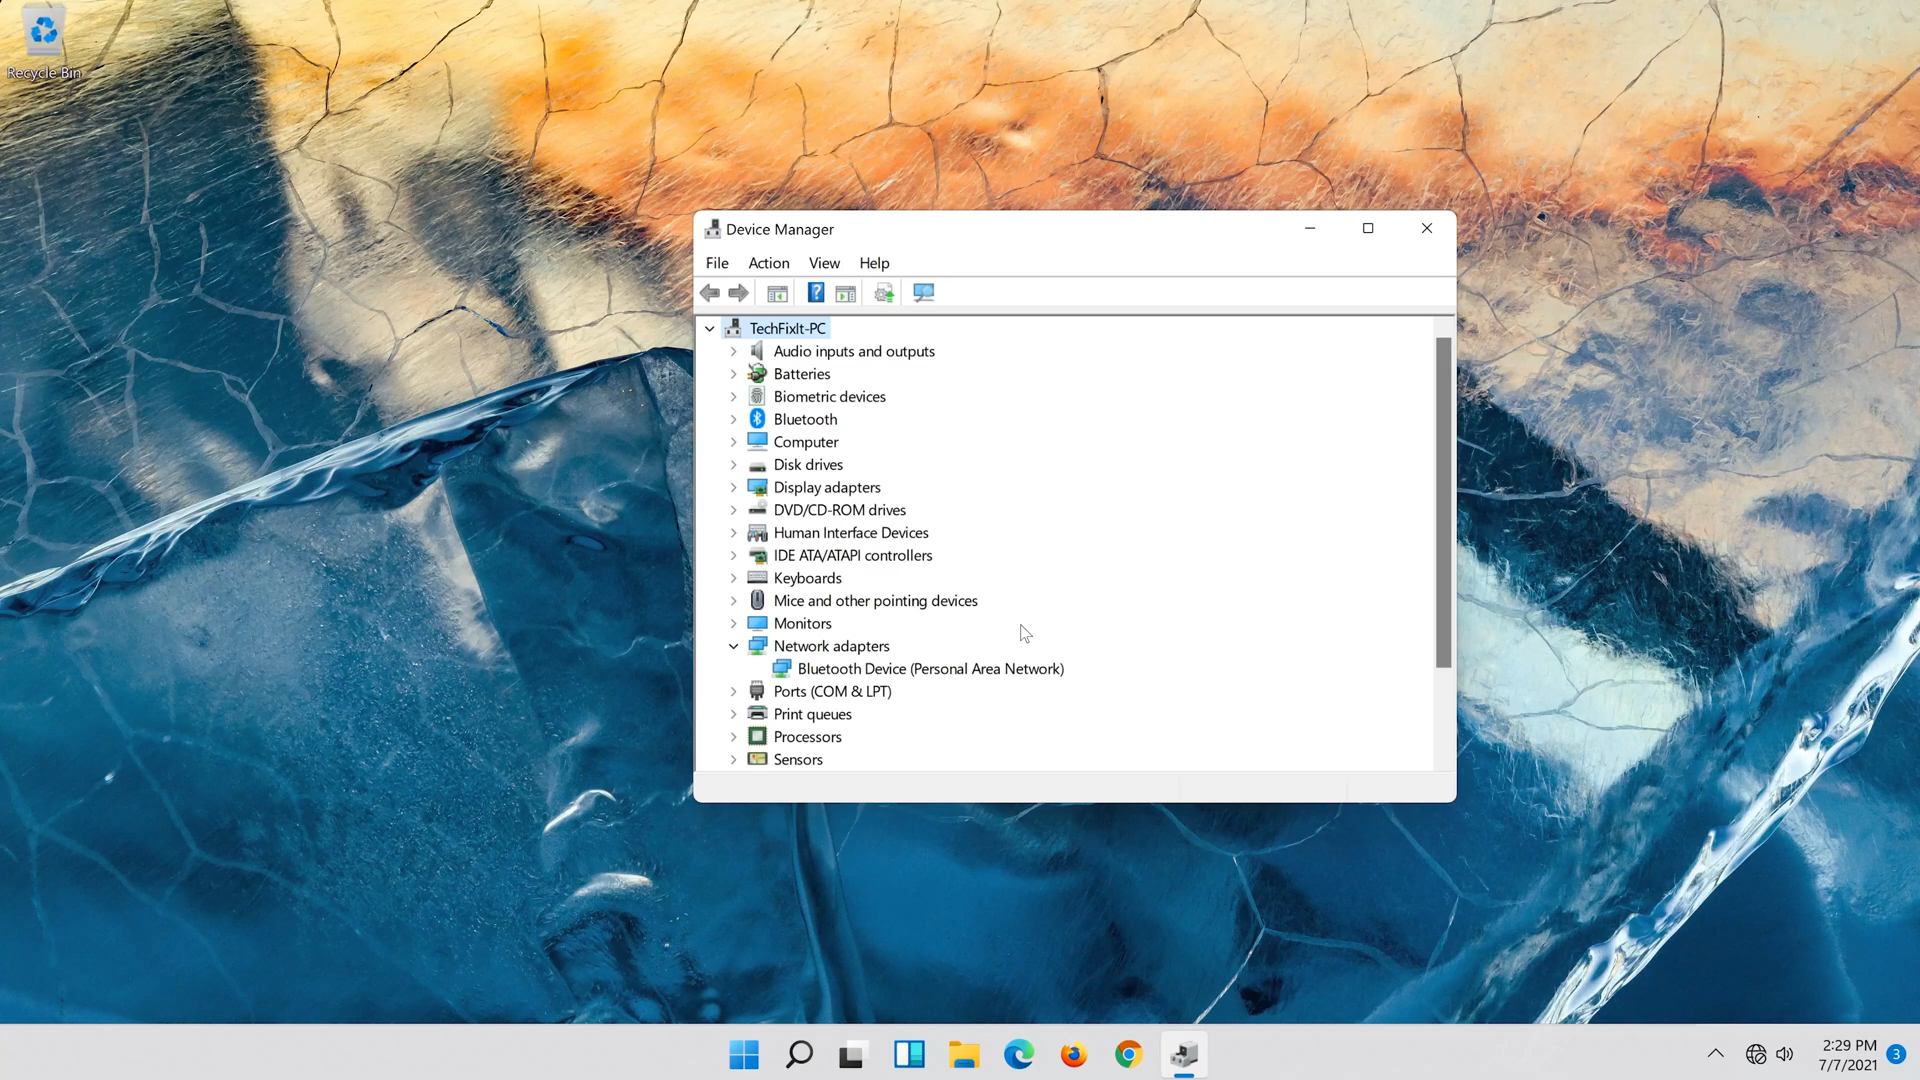 Recycle Bin
Device Manager
File Action View Help
TechFixIt-PC
Audio inputs and outputs
Batteries
Biometric devices
Bluetooth
Computer
Disk drives
Display adapters
DVD/CD-ROM drives
Human Interface Devices
IDE ATA/ATAPI controllers
Keyboards
Mice and other pointing devices
Monitors
Network adapters
Bluetooth Device (Personal Area Network)
Ports (COM & LPT)
Print queues
Processors
Sensors
2:29 PM
7/7/2021
3